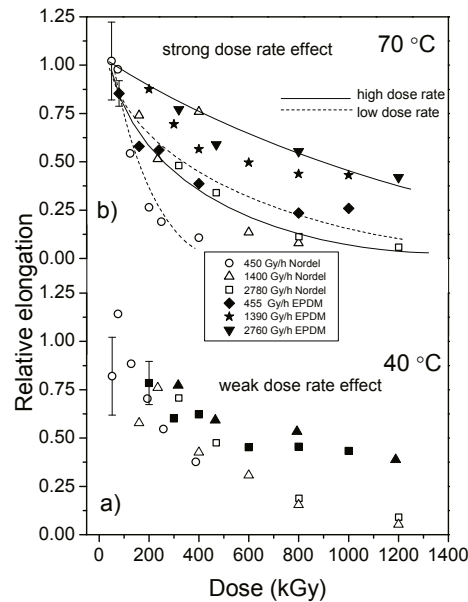 1.25
strong dose rate effect
70 °C
1.00
high dose rate
low dose rate
0.75
0.50
0.25
b)
0.00
450 Gy/h Nordel
1400 Gy/h Nordel
2780 Gy/h Nordel
455 Gy/h EPDM
1390 Gy/h EPDM
2760 Gy/h EPDM
Relative elongation
1.25
1.00
40 °C
0.75
weak dose rate effect
0.50
0.25
a)
0.00
0 200 400 600 800 1000 1200 1400
Dose (kGy)